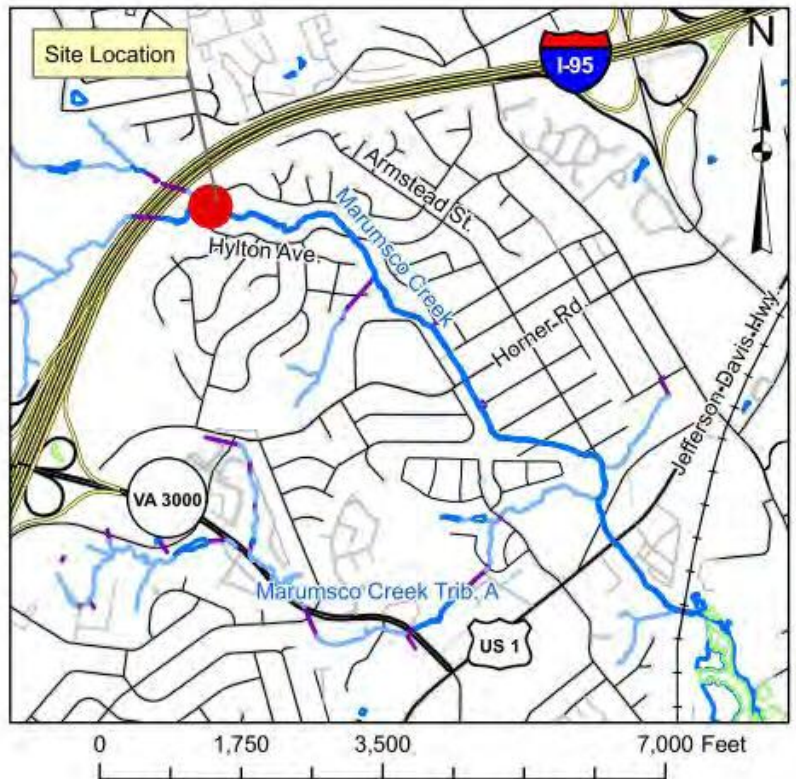 Site Location
N
I-95
Armstead St.
Marumsco Creek
Hylton Ave.
Horner Rd.
Jefferson Davis Hwy.
VA 3000
Marumsco Creek Trib. A
US 1
0 1,750 3,500 7,000 Feet